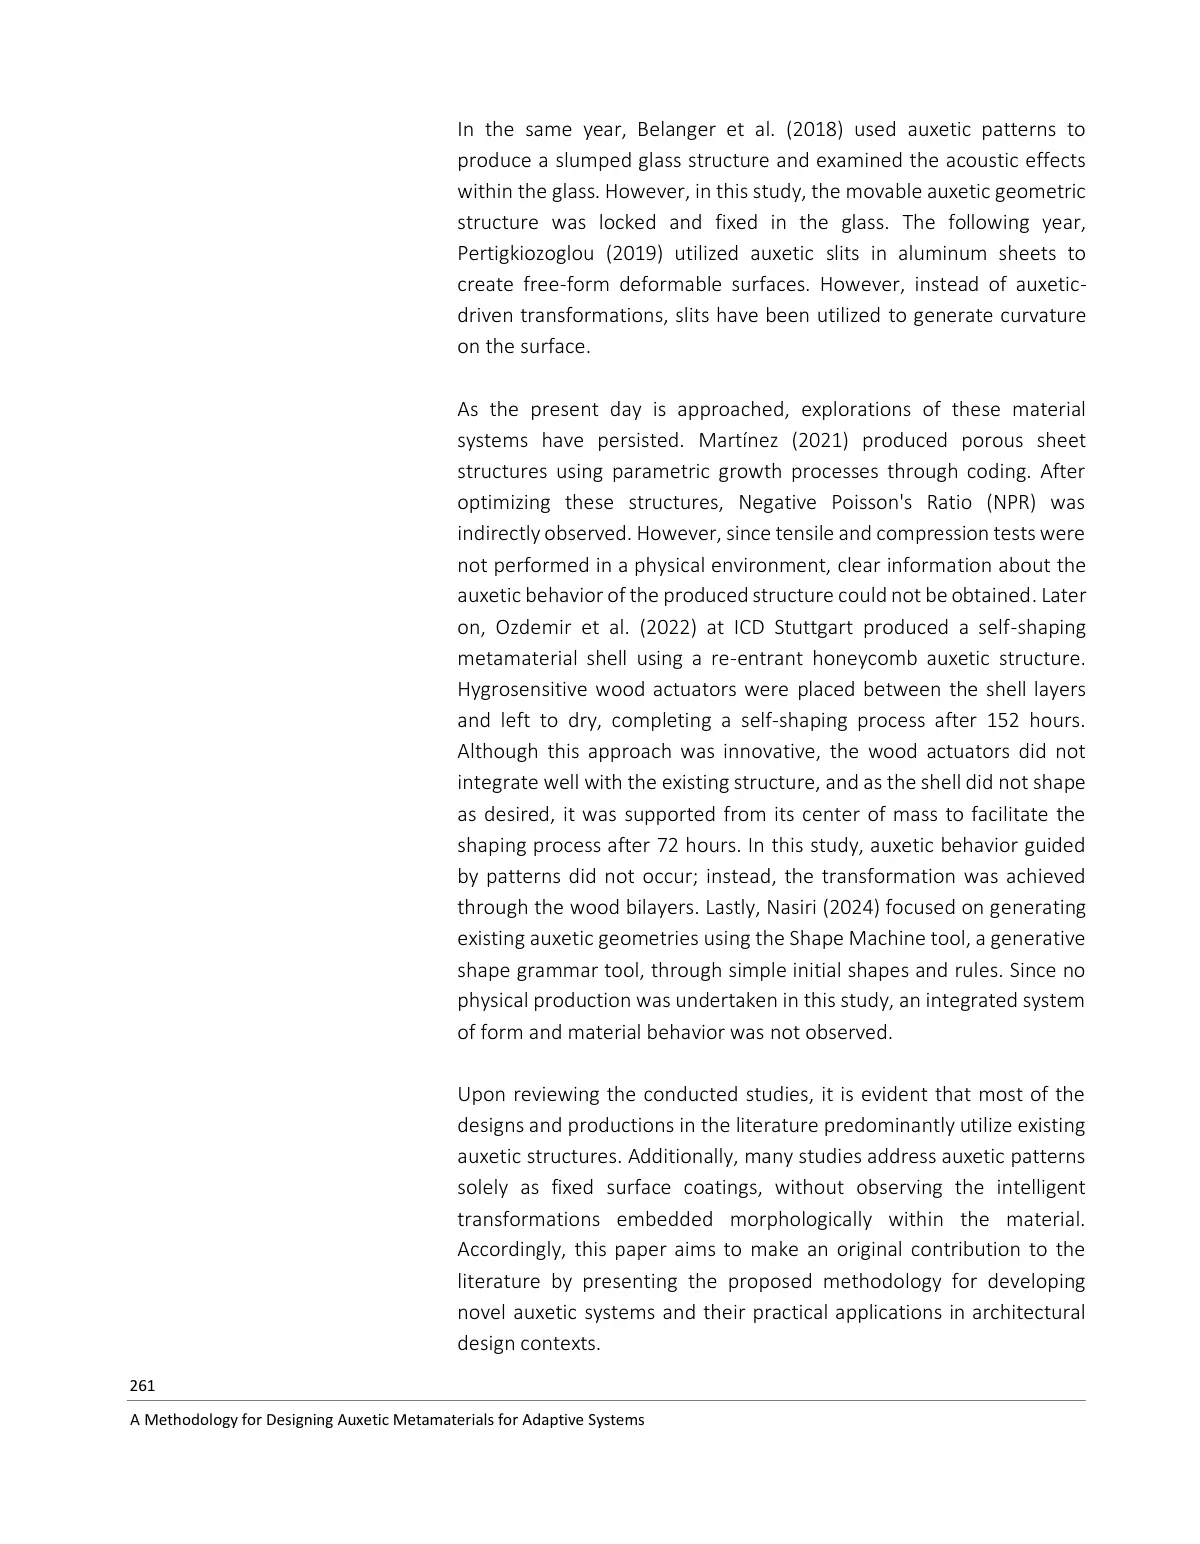 In the same year, Belanger et al. (2018) used auxetic patterns to
produce a slumped glass structure and examined the acoustic effects
within the glass. However, in this study, the movable auxetic geometric
structure was locked and fixed in the glass. The following year,
Pertigkiozoglou (2019) utilized auxetic slits in aluminum sheets to
create free-form deformable surfaces. However, instead of auxetic-
driven transformations, slits have been utilized to generate curvature
on the surface.
As the present day is approached, explorations of these material
systems have persisted. Martínez (2021) produced porous sheet
structures using parametric growth processes through coding. After
optimizing these structures, Negative Poisson's Ratio (NPR) was
indirectly observed. However, since tensile and compression tests were
not performed in a physical environment, clear information about the
auxetic behavior of the produced structure could not be obtained. Later
on, Ozdemir et al. (2022) at ICD Stuttgart produced a self-shaping
metamaterial shell using a re-entrant honeycomb auxetic structure.
Hygrosensitive wood actuators were placed between the shell layers
and left to dry, completing a self-shaping process after 152 hours.
Although this approach was innovative, the wood actuators did not
integrate well with the existing structure, and as the shell did not shape
as desired, it was supported from its center of mass to facilitate the
shaping process after 72 hours. In this study, auxetic behavior guided
by patterns did not occur; instead, the transformation was achieved
through the wood bilayers. Lastly, Nasiri (2024) focused on generating
existing auxetic geometries using the Shape Machine tool, a generative
shape grammar tool, through simple initial shapes and rules. Since no
physical production was undertaken in this study, an integrated system
of form and material behavior was not observed.
Upon reviewing the conducted studies, it is evident that most of the
designs and productions in the literature predominantly utilize existing
auxetic structures. Additionally, many studies address auxetic patterns
solely as fixed surface coatings, without observing the intelligent
transformations embedded morphologically within the material.
Accordingly, this paper aims to make an original contribution to the
literature by presenting the proposed methodology for developing
novel auxetic systems and their practical applications in architectural
design contexts.
261
A Methodology for Designing Auxetic Metamaterials for Adaptive Systems